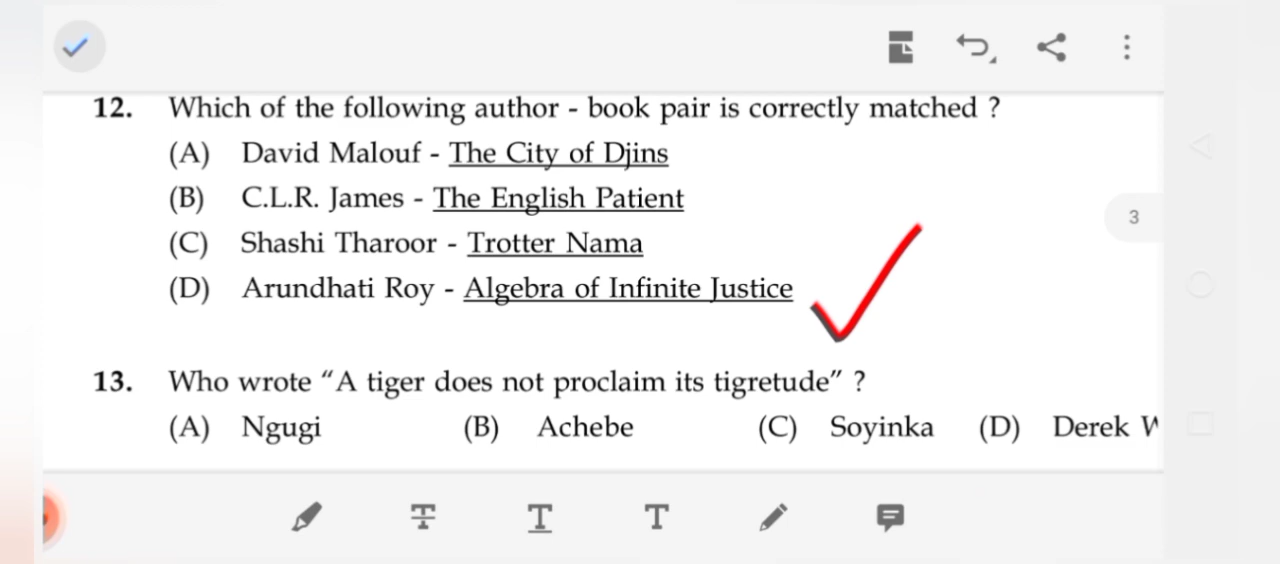 12. Which of the following author - book pair is correctly matched ?
(A) David Malouf - The City of Djins
(B) C.L.R. James - The English Patient
(C) Shashi Tharoor - Trotter Nama
3
(D) Arundhati Roy - Algebra of Infinite Justice
13. Who wrote “A tiger does not proclaim its tigretude” ?
(A) Ngugi (B) Achebe (C) Soyinka (D) Derek
T T T